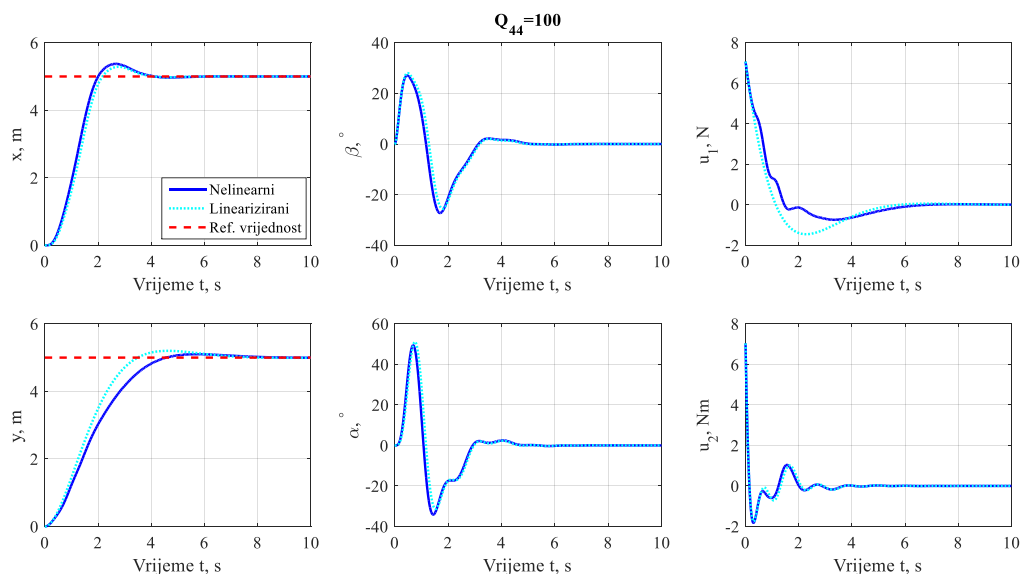 Q44=100
6
4
2
0
x, m
0 2 4 6 8 10
Vrijeme t, s
Nelinearni
Linearizirani
Ref. vrijednost
40
20
0
-20
-40
β,°
0 2 4 6 8 10
Vrijeme t, s
8
6
4
2
0
-2
u1, N
0 2 4 6 8 10
Vrijeme t, s
6
4
2
0
y, m
0 2 4 6 8 10
Vrijeme t, s
60
40
20
0
-20
-40
α,°
0 2 4 6 8 10
Vrijeme t, s
8
6
4
2
0
-2
u2, Nm
0 2 4 6 8 10
Vrijeme t, s